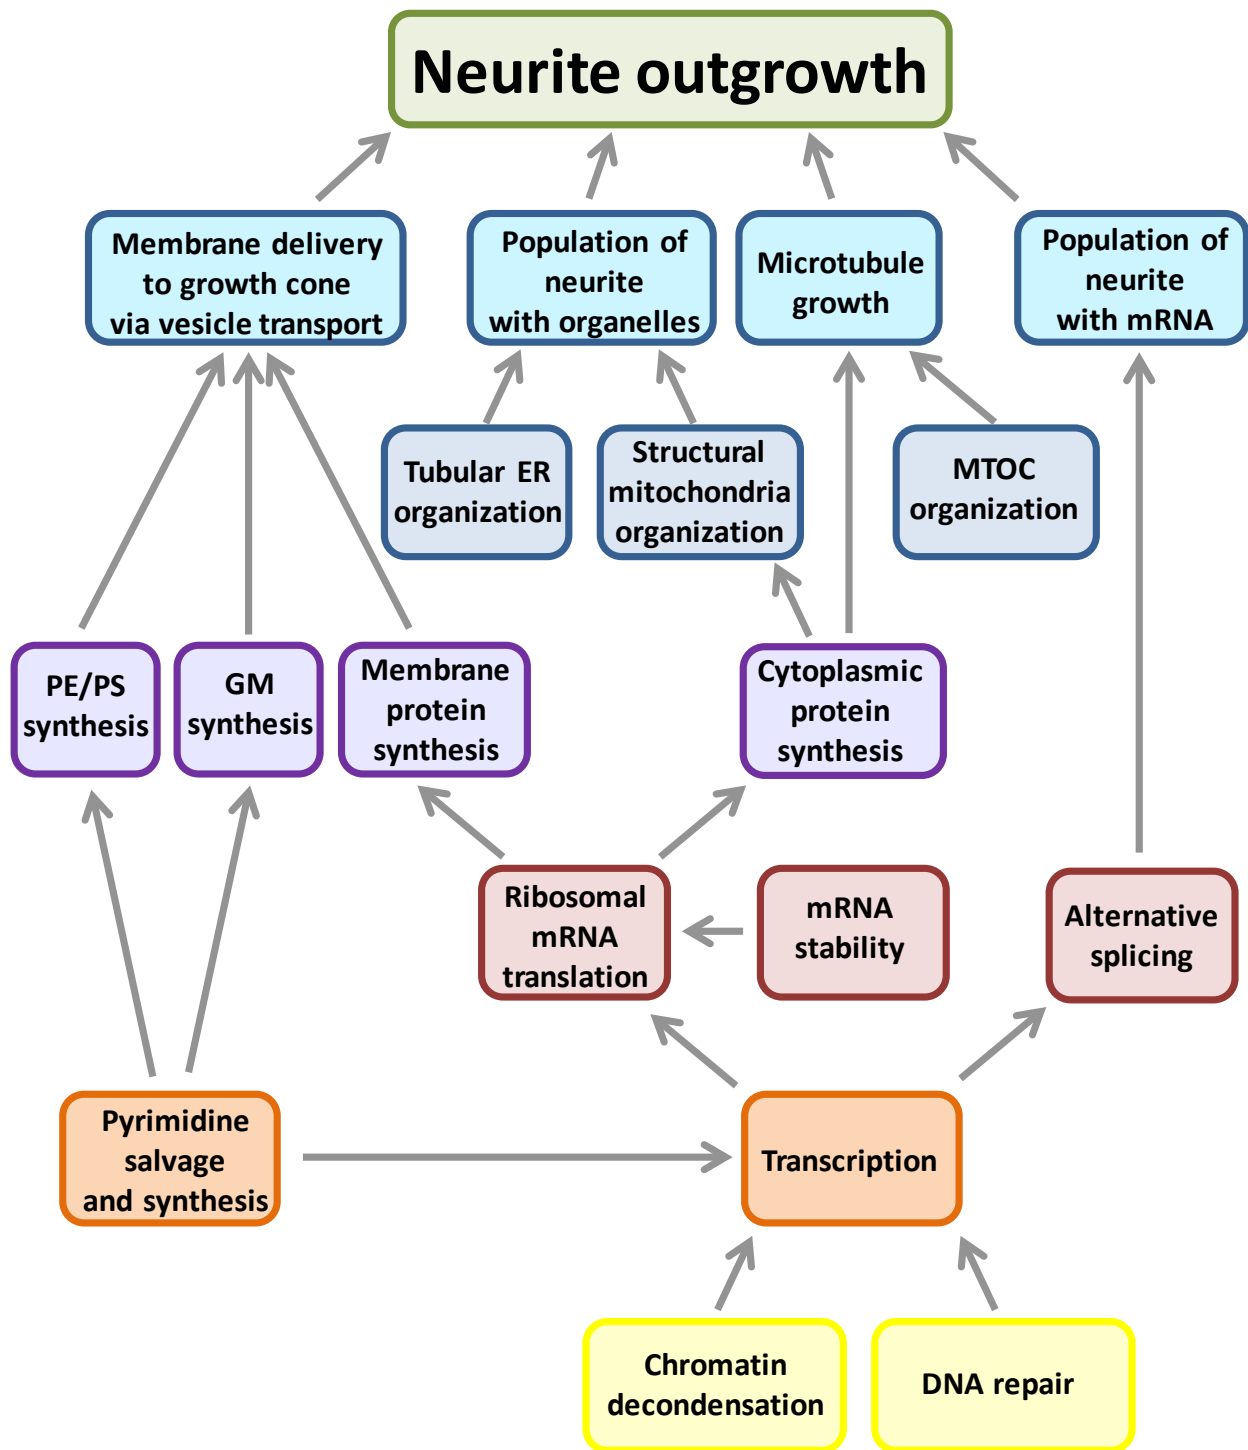 Neurite outgrowth
Membrane delivery
to growth cone
via vesicle transport
Population of
neurite
with organelles
Microtubule
growth
Population of
neurite
with mRNA
Tubular ER
organization
Structural
mitochondria
organization
MTOC
organization
PE/PS
synthesis
GM
synthesis
Membrane
protein
synthesis
Cytoplasmic
protein
synthesis
Ribosomal
mRNA
translation
mRNA
stability
Alternative
splicing
Pyrimidine
salvage
and synthesis
Transcription
Chromatin
decondensation
DNA repair